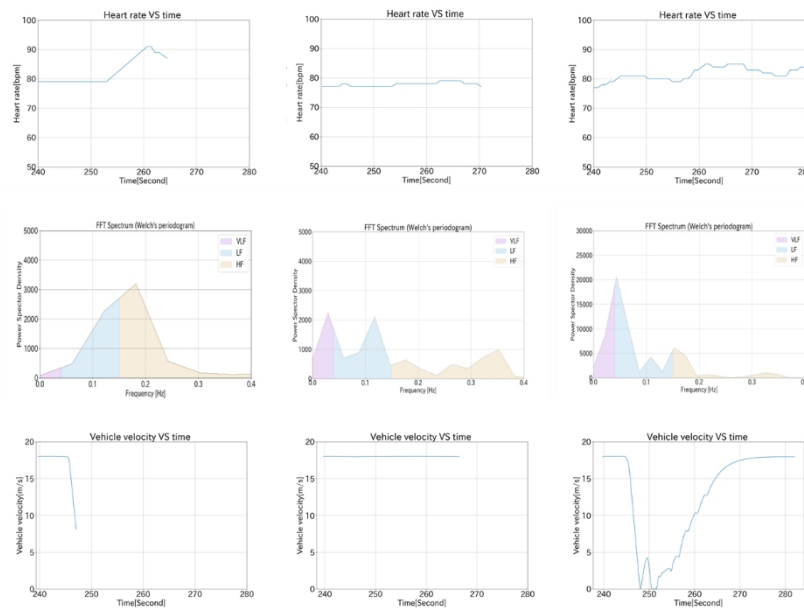 Heart rate VS time
100
90
80
70
60
50
Heart rate[bpm]
240 250 260 270 280
Time[Second]
Heart rate VS time
100
90
80
70
60
50
Heart rate[bpm]
240 250 260 270 280
Time[Second]
Heart rate VS time
100
90
80
70
60
50
Heart rate[bpm]
240 250 260 270 280
Time[Second]
FFT Spectrum (Welch's periodogram)
5000
4000
3000
2000
1000
0
Power Spector Density
VLF
LF
HF
0.0 0.1 0.2 0.3 0.4
Frequency [Hz]
FFT Spectrum (Welch's periodogram)
5000
4000
3000
2000
1000
0
Power Spector Density
VLF
LF
HF
0.0 0.1 0.2 0.3 0.4
Frequency [Hz]
FFT Spectrum (Welch's periodogram)
30000
25000
20000
15000
10000
5000
0
Power Spector Density
VLF
LF
HF
0.0 0.1 0.2 0.3 0.4
Frequency [Hz]
Vehicle velocity VS time
20
15
10
5
0
Vehicle velocity[m/s)
240 250 260 270 280
Time[Second]
Vehicle velocity VS time
20
15
10
5
0
Vehicle velocity[m/s)
240 250 260 270 280
Time[Second]
Vehicle velocity VS time
20
15
10
5
0
Vehicle velocity[m/s)
240 250 260 270 280
Time[Second]